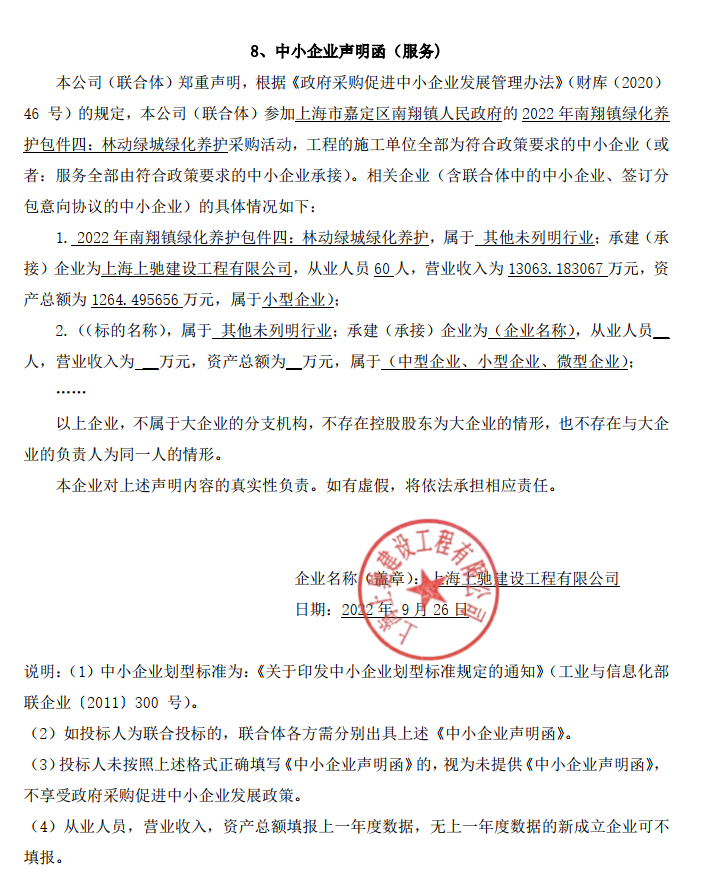 8、中小企业声明函（服务）
本公司（联合体）郑重声明，根据《政府采购促进中小企业发展管理办法》（财库（2020）
46 号）的规定，本公司（联合体）参加上海市嘉定区南翔镇人民政府的 2022 年南翔镇绿化养
护包件四：林动绿城绿化养护采购活动，工程的施工单位全部为符合政策要求的中小企业（或
者：服务全部由符合政策要求的中小企业承接）。相关企业（含联合体中的中小企业、签订分
包意向协议的中小企业）的具体情况如下：
1. 2022 年南翔镇绿化养护包件四：林动绿城绿化养护，属于 其他未列明行业；承建（承
接）企业为上海上驰建设工程有限公司，从业人员 60 人，营业收入为 13063.183067 万元，资
产总额为 1264.495656 万元，属于小型企业）；
2.（（标的名称），属于 其他未列明行业；承建（承接）企业为（企业名称），从业人员__
人，营业收入为 __万元，资产总额为__万元，属于（中型企业、小型企业、微型企业）；
……
以上企业，不属于大企业的分支机构，不存在控股股东为大企业的情形，也不存在与大企
业的负责人为同一人的情形。
本企业对上述声明内容的真实性负责。如有虚假，将依法承担相应责任。
企业名称（盖章）：上海上驰建设工程有限公司
日期：2022 年 9 月 26 日
上海上驰建设工程有限公司
说明：（1）中小企业划型标准为：《关于印发中小企业划型标准规定的通知》（工业与信息化部
联企业〔2011〕300 号）。
（2）如投标人为联合投标的，联合体各方需分别出具上述《中小企业声明函》。
（3）投标人未按照上述格式正确填写《中小企业声明函》的，视为未提供《中小企业声明函》，
不享受政府采购促进中小企业发展政策。
（4）从业人员，营业收入，资产总额填报上一年度数据，无上一年度数据的新成立企业可不
填报。